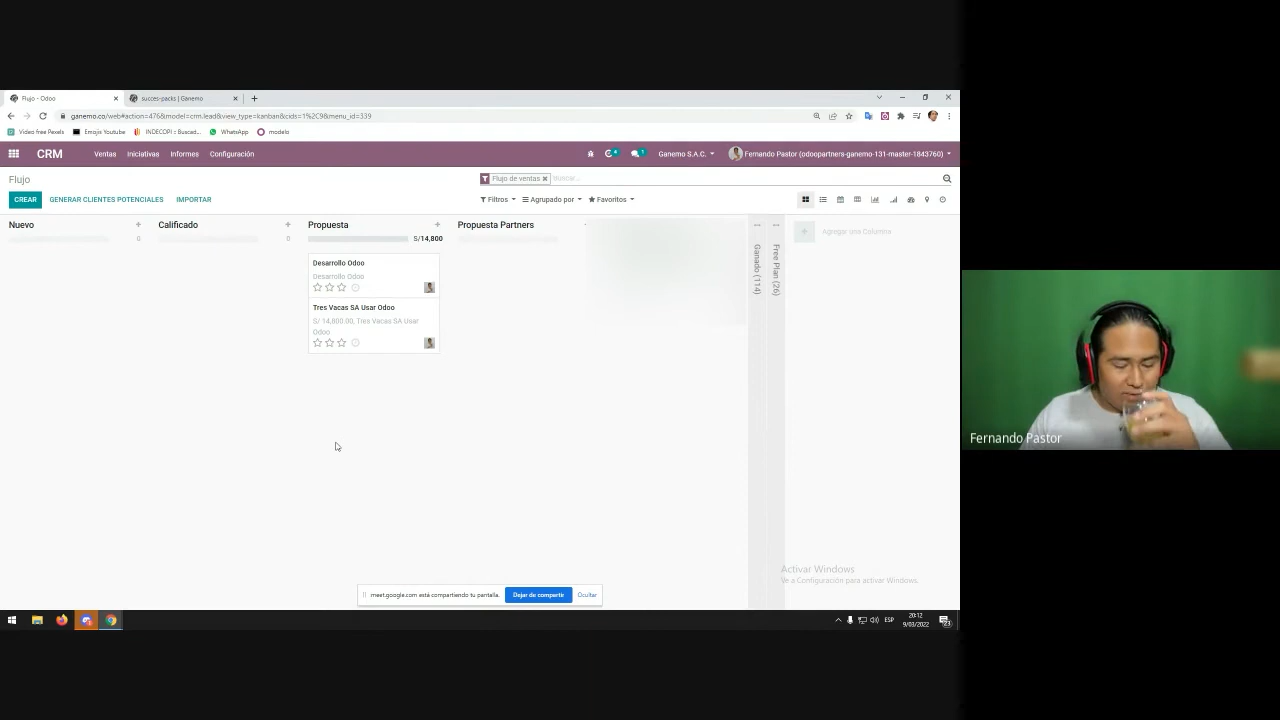 Flujo - Odoo
succes-packs | Ganemo
ganemo.co/web#action=476&model=crm.lead&view_type=kanban&cids=1%2C9&menu_id=339
Video free Pexels
Emojis Youtube
INDECOPI :: Buscad...
WhatsApp
modelo
CRM
Ventas
Iniciativas
Informes
Configuración
4
1
Ganemo S.A.C.
Fernando Pastor (odoopartners-ganemo-131-master-1843760)
Flujo
Flujo de ventas
Buscar...
CREAR
GENERAR CLIENTES POTENCIALES
IMPORTAR
Filtros
Agrupado por
Favoritos
Nuevo
0
Calificado
0
Propuesta
S/14,800
Propuesta Partners
Desarrollo Odoo
Desarrollo Odoo
Tres Vacas SA Usar Odoo
S/ 14,800.00, Tres Vacas SA Usar
Odoo
Ganado (114)
Free Plan (26)
Agregar una Columna
Fernando Pastor
Activar Windows
Ve a Configuración para activar Windows.
meet.google.com está compartiendo tu pantalla.
Dejar de compartir
Ocultar
ESP
20:12
9/03/2022